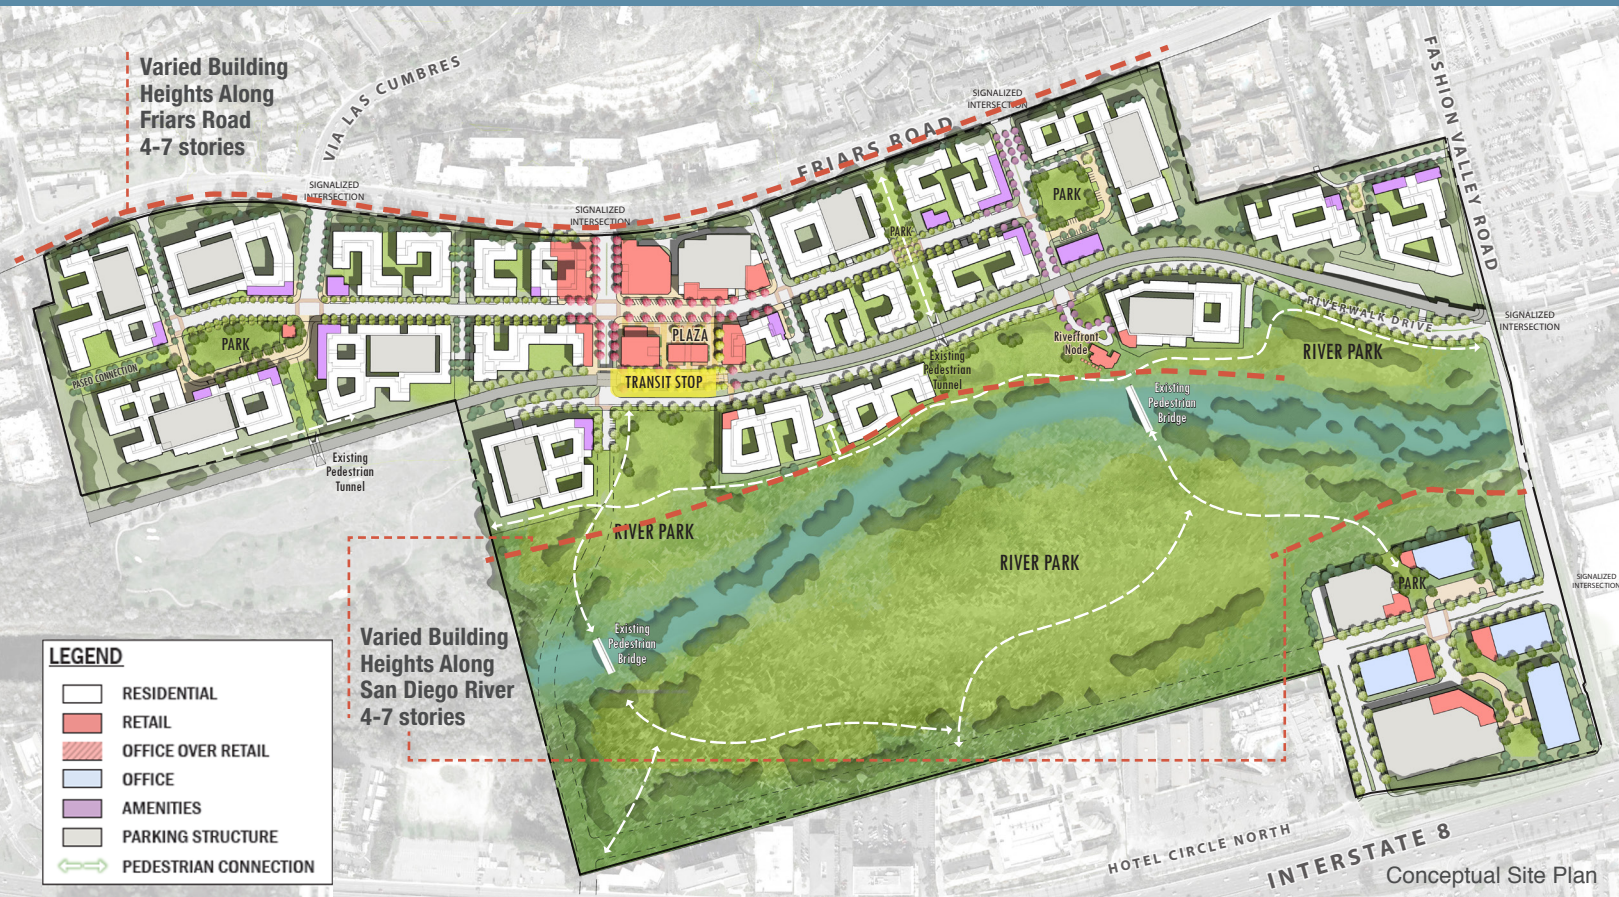 Varied Building
Heights Along
Friars Road
4-7 stories
VIA LAS CUMBRES
FRIARS ROAD
FASHION VALLEY ROAD
SIGNALIZED
INTERSECTION
SIGNALIZED
INTERSECTION
SIGNALIZED
INTERSECTION
PARK
PARK
PARK
PASEO CONNECTION
PLAZA
TRANSIT STOP
Existing
Pedestrian
Tunnel
Riverfront
Node
RIVERWALK DRIVE
SIGNALIZED
INTERSECTION
RIVER PARK
Existing
Pedestrian
Bridge
Existing
Pedestrian
Tunnel
RIVER PARK
RIVER PARK
PARK
SIGNALIZED
INTERSECTION
Existing
Pedestrian
Bridge
Varied Building
Heights Along
San Diego River
4-7 stories
LEGEND
RESIDENTIAL
RETAIL
OFFICE OVER RETAIL
OFFICE
AMENITIES
PARKING STRUCTURE
PEDESTRIAN CONNECTION
HOTEL CIRCLE NORTH
INTERSTATE 8
Conceptual Site Plan